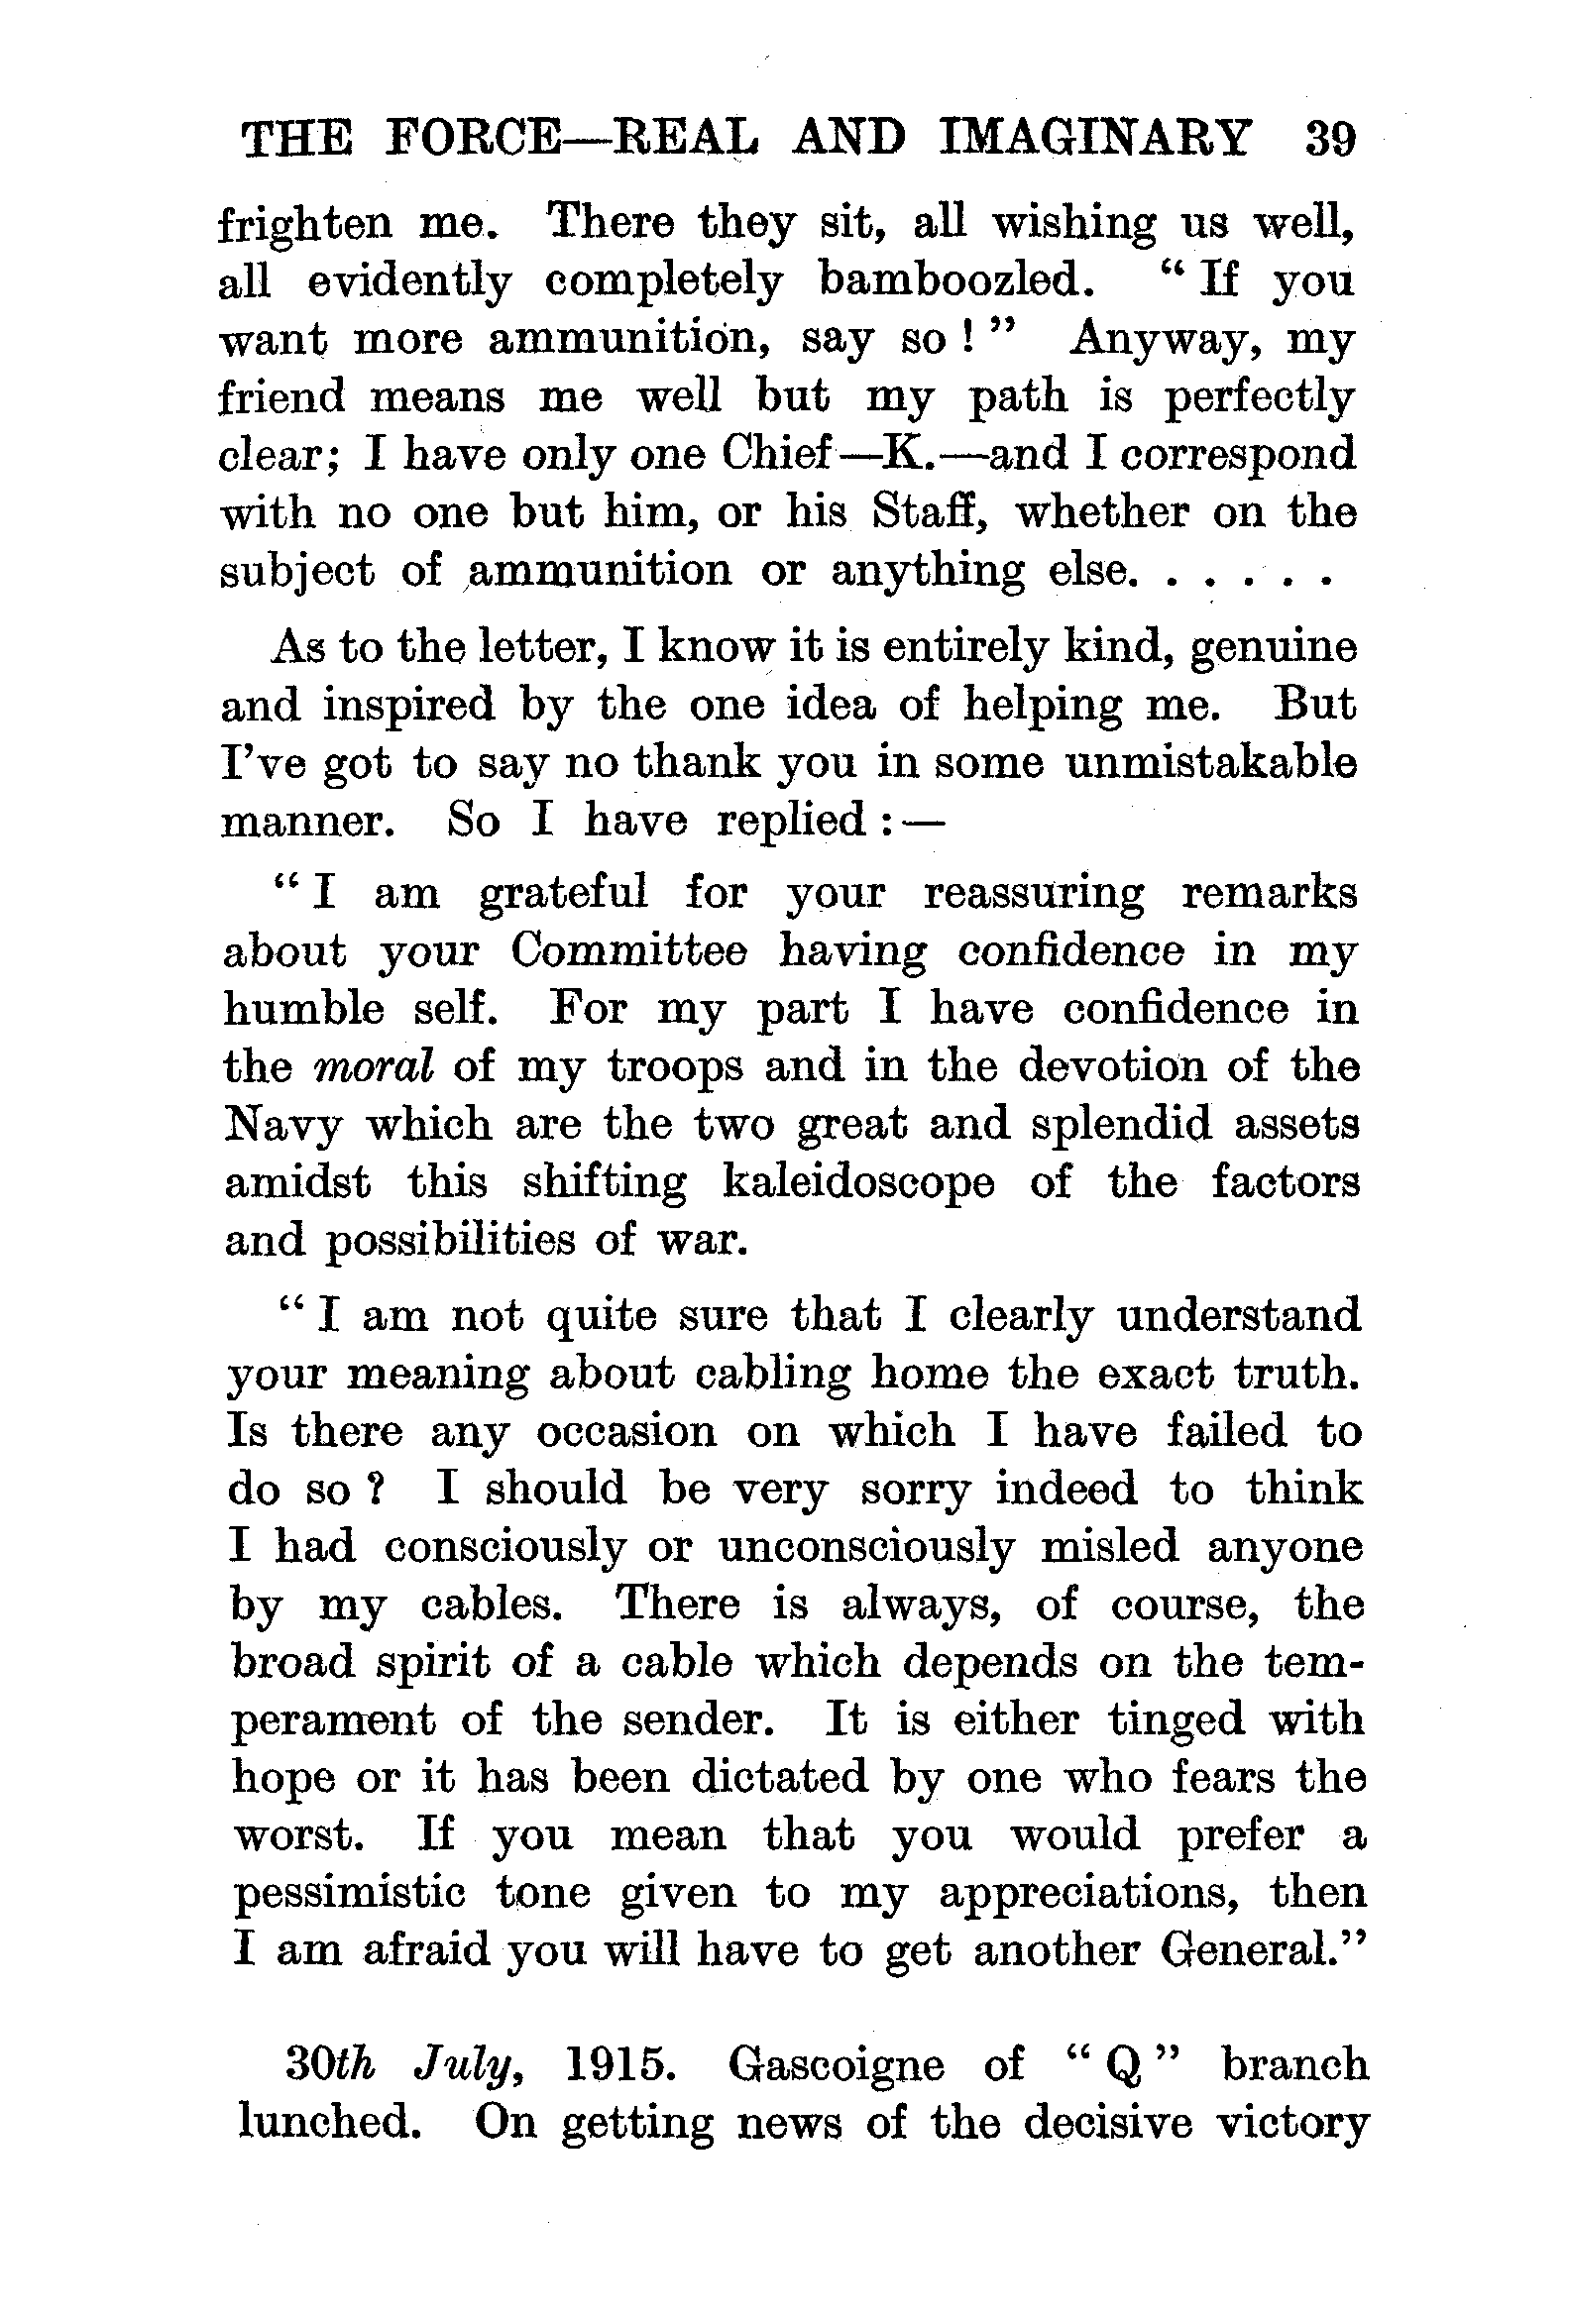 THE FORCE—REAL AND IMAGINARY 39
frighten me. There they sit, all wishing us well,
all evidently completely bamboozled. “ If you
want more ammunition, say so ! ” Anyway, my
friend means me well but my path is perfectly
clear; I have only one Chief—K.—and I correspond
with no one but him, or his Staff, whether on the
subject of ammunition or anything else. . . . . .
As to the letter, I know it is entirely kind, genuine
and inspired by the one idea of helping me. But
I’ve got to say no thank you in some unmistakable
manner. So I have replied :—
“ I am grateful for your reassuring remarks
about your Committee having confidence in my
humble self. For my part I have confidence in
the moral of my troops and in the devotion of the
Navy which are the two great and splendid assets
amidst this shifting kaleidoscope of the factors
and possibilities of war.
“ I am not quite sure that I clearly understand
your meaning about cabling home the exact truth.
Is there any occasion on which I have failed to
do so ? I should be very sorry indeed to think
I had consciously or unconsciously misled anyone
by my cables. There is always, of course, the
broad spirit of a cable which depends on the tem-
perament of the sender. It is either tinged with
hope or it has been dictated by one who fears the
worst. If you mean that you would prefer a
pessimistic tone given to my appreciations, then
I am afraid you will have to get another General.”
30th July, 1915. Gascoigne of “ Q ” branch
lunched. On getting news of the decisive victory